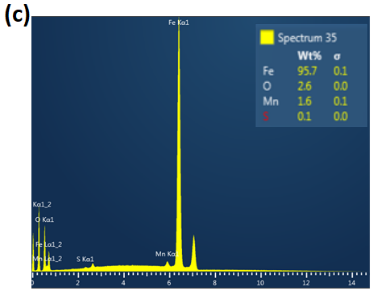 (c)
Fe Kα1
Spectrum 35
Wt% σ
Fe 95.7 0.1
O 2.6 0.0
Mn 1.6 0.1
S 0.1 0.0
Kα1_2
O Kα1
Fe Lα1_2
Mn Lα1_2
S Kα1
Mn Kα1
2 4 6 8 10 12 14